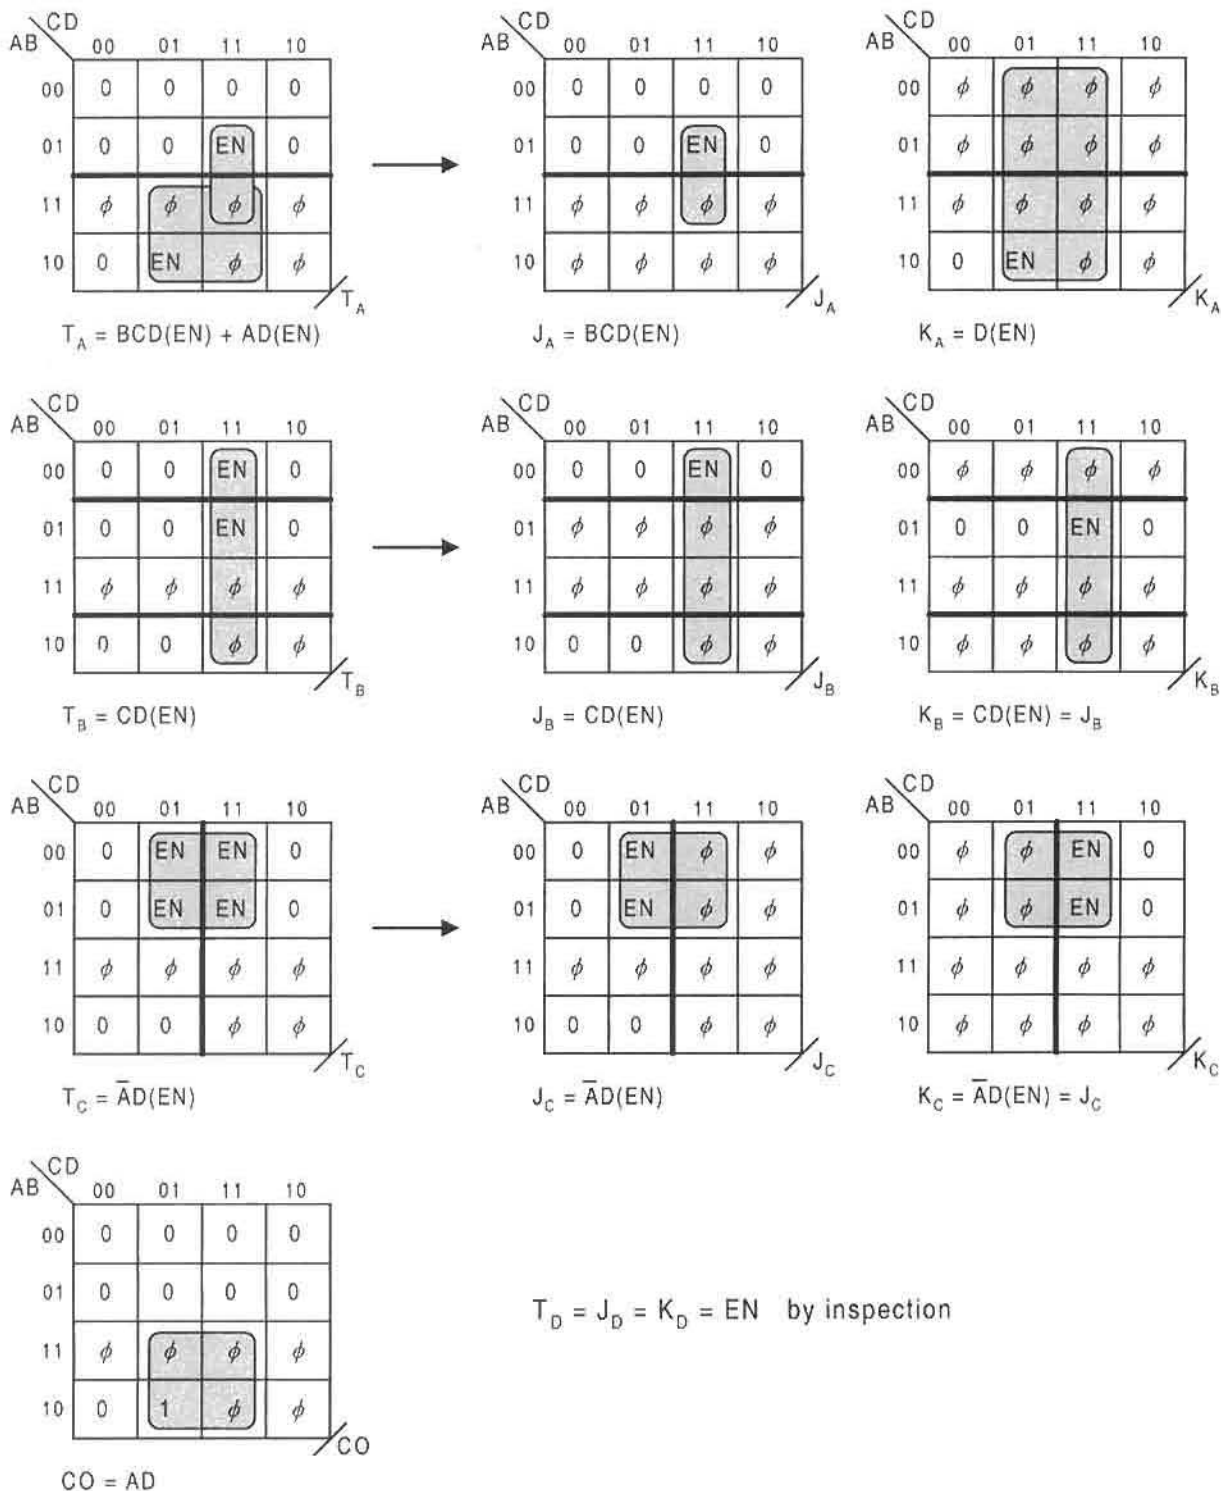 CD CD CD
AB 00 01 11 10 AB 00 01 11 10 AB 00 01 11 10
00 0 0 0 0 00 0 0 0 0 00 ϕ ϕ ϕ ϕ
01 0 0 EN 0 01 0 0 EN 0 01 ϕ ϕ ϕ ϕ
11 ϕ ϕ ϕ ϕ 11 ϕ ϕ ϕ ϕ 11 ϕ ϕ ϕ ϕ
10 0 EN ϕ ϕ 10 ϕ ϕ ϕ ϕ 10 0 EN ϕ ϕ
T_A J_A K_A
T_A = BCD(EN) + AD(EN) J_A = BCD(EN) K_A = D(EN)
CD CD CD
AB 00 01 11 10 AB 00 01 11 10 AB 00 01 11 10
00 0 0 EN 0 00 0 0 EN 0 00 ϕ ϕ ϕ ϕ
01 0 0 EN 0 01 ϕ ϕ ϕ ϕ 01 0 0 EN 0
11 ϕ ϕ ϕ ϕ 11 ϕ ϕ ϕ ϕ 11 ϕ ϕ ϕ ϕ
10 0 0 ϕ ϕ 10 0 0 ϕ ϕ 10 ϕ ϕ ϕ ϕ
T_B J_B K_B
T_B = CD(EN) J_B = CD(EN) K_B = CD(EN) = J_B
CD CD CD
AB 00 01 11 10 AB 00 01 11 10 AB 00 01 11 10
00 0 EN EN 0 00 0 EN ϕ ϕ 00 ϕ ϕ EN 0
01 0 EN EN 0 01 0 EN ϕ ϕ 01 ϕ ϕ EN 0
11 ϕ ϕ ϕ ϕ 11 ϕ ϕ ϕ ϕ 11 ϕ ϕ ϕ ϕ
10 0 0 ϕ ϕ 10 0 0 ϕ ϕ 10 ϕ ϕ ϕ ϕ
T_C J_C K_C
T_C = A̅D(EN) J_C = A̅D(EN) K_C = A̅D(EN) = J_C
CD
AB 00 01 11 10
00 0 0 0 0
01 0 0 0 0
T_D = J_D = K_D = EN by inspection
11 ϕ ϕ ϕ ϕ
10 0 1 ϕ ϕ
CO
CO = AD